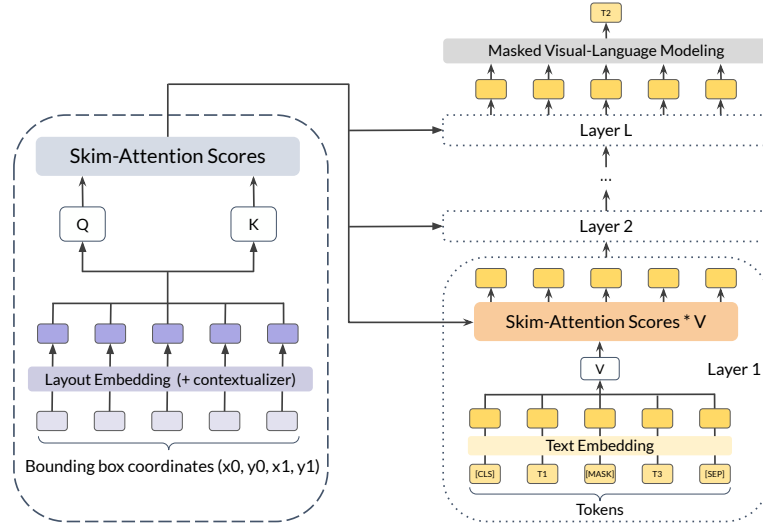 T2
Masked Visual-Language Modeling
Layer L
...
Layer 2
Skim-Attention Scores
Q
K
Layout Embedding (+ contextualizer)
Bounding box coordinates (x0, y0, x1, y1)
Skim-Attention Scores * V
Layer 1
V
Text Embedding
[CLS] T1 [MASK] T3 [SEP]
Tokens